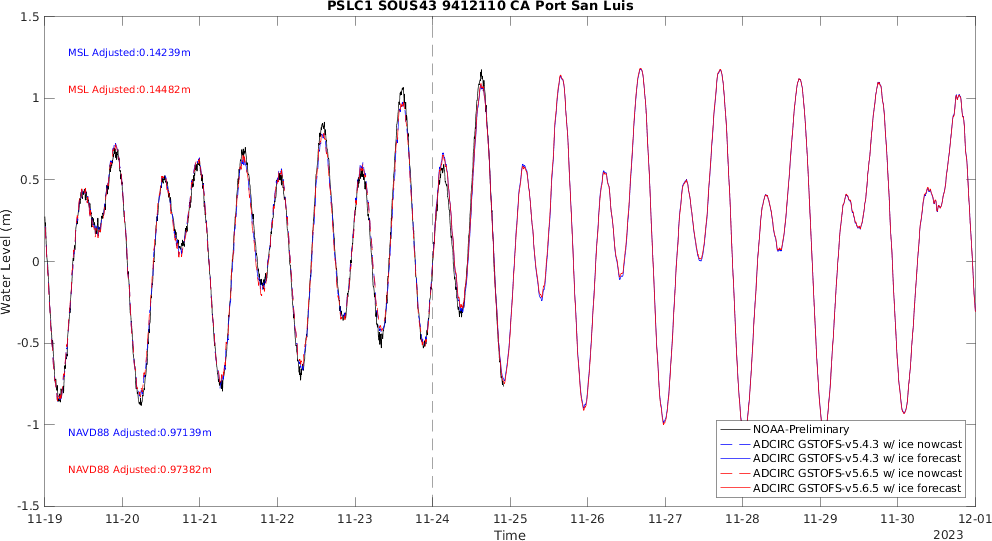 PSLC1 SOUS43 9412110 CA Port San Luis
1.5
1
0.5
0
-0.5
-1
-1.5
Water Level (m)
MSL Adjusted:0.14239m
MSL Adjusted:0.14482m
NAVD88 Adjusted:0.97139m
NAVD88 Adjusted:0.97382m
NOAA-Preliminary
ADCIRC GSTOFS-v5.4.3 w/ ice nowcast
ADCIRC GSTOFS-v5.4.3 w/ ice forecast
ADCIRC GSTOFS-v5.6.5 w/ ice nowcast
ADCIRC GSTOFS-v5.6.5 w/ ice forecast
11-19 11-20 11-21 11-22 11-23 11-24 11-25 11-26 11-27 11-28 11-29 11-30 12-01
Time
2023